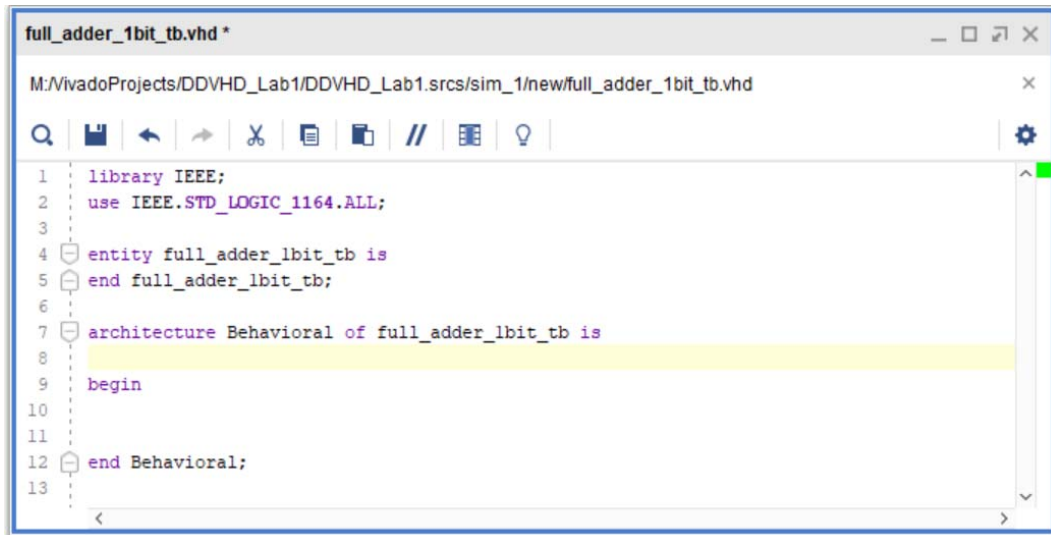 full_adder_1bit_tb.vhd *
M:/VivadoProjects/DDVHD_Lab1/DDVHD_Lab1.srcs/sim_1/new/full_adder_1bit_tb.vhd
1 library IEEE;
2 use IEEE.STD_LOGIC_1164.ALL;
3
4 entity full_adder_1bit_tb is
5 end full_adder_1bit_tb;
6
7 architecture Behavioral of full_adder_1bit_tb is
8
9 begin
10
11
12 end Behavioral;
13